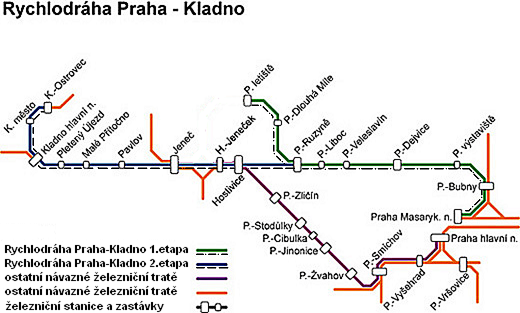 Rychlodráha Praha - Kladno
K.-Ostrovec
K. město
Kladno hlavní n.
Pletený Újezd
Malé Přítočno
Pavlov
Jeneč
H.-Jenečak
Hostivice
P. letiště
P.-Dlouhá Míle
P.-Ruzyně
P.-Liboc
P.-Veleslavín
P.-Dejvice
P. výstaviště
P.-Bubny
Praha Masaryk. n.
P.-Zličín
P.-Stodůlky
P.-Cibulka
P.-Jinonice
P.-Žvahov
P.-Smíchov
P.-Vyšehrad
Praha hlavní n.
P.-Vršovice
Rychlodráha Praha-Kladno 1.etapa
Rychlodráha Praha-Kladno 2.etapa
ostatní návazné železniční tratě
ostatní návazné železniční tratě
železniční stanice a zastávky